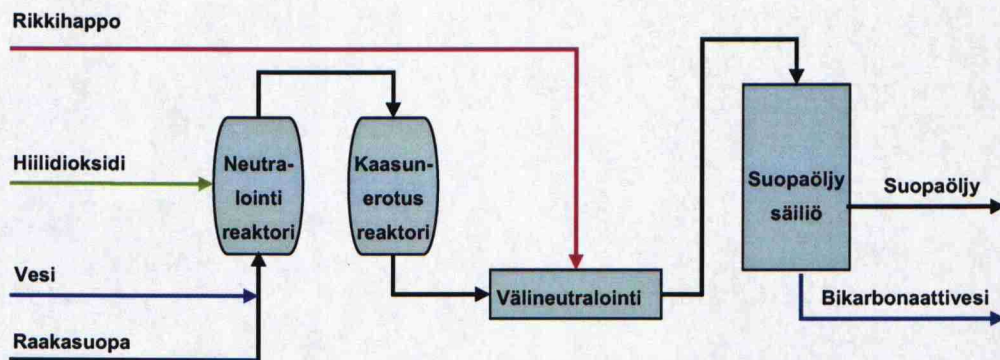 Rikkihappo
Hiilidioksidi
Vesi
Raakasuopa
Neutra-
lointi
reaktori
Kaasun-
erotus
reaktori
Välineutralointi
Suopaöljy
säiliö
Suopaöljy
Bikarbonaattivesi